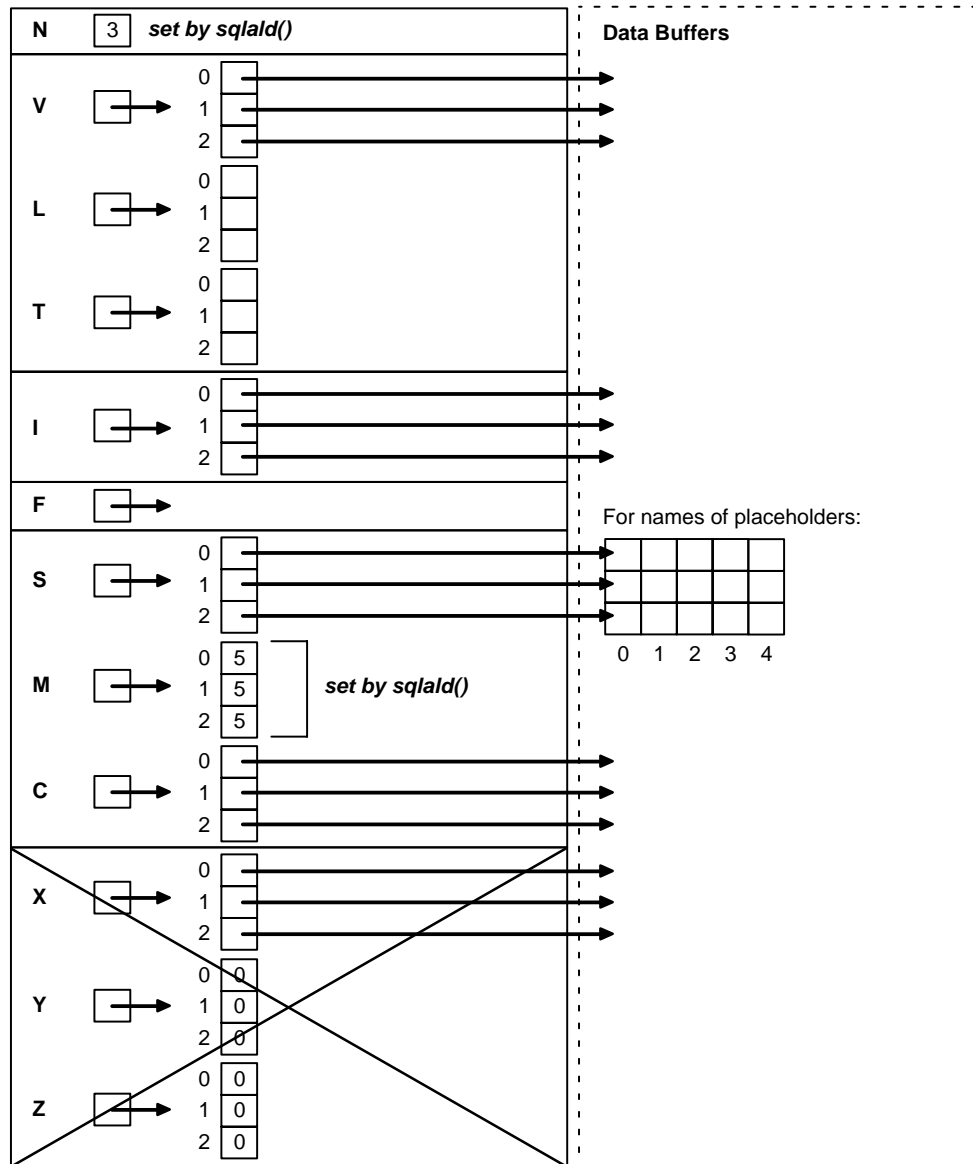 N 3 set by sqlald()
Data Buffers
0
V 1
2
0
L 1
2
0
T 1
2
0
I 1
2
F
For names of placeholders:
0
S 1
2
0 1 2 3 4
0 5
M 1 5 set by sqlald()
2 5
0
C 1
2
0
X 1
2
0 0
Y 1 0
2 0
0 0
Z 1 0
2 0